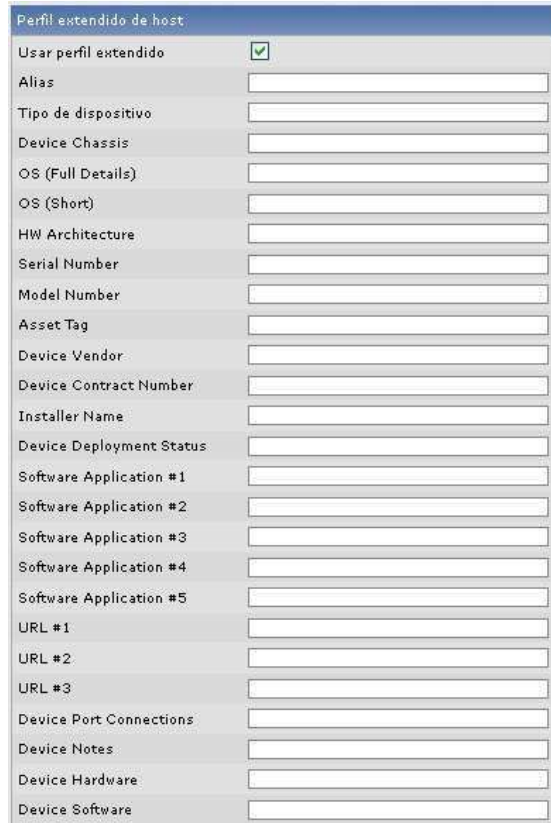 Perfil extendido de host
Usar perfil extendido
Alias
Tipo de dispositivo
Device Chassis
OS (Full Details)
OS (Short)
HW Architecture
Serial Number
Model Number
Asset Tag
Device Vendor
Device Contract Number
Installer Name
Device Deployment Status
Software Application #1
Software Application #2
Software Application #3
Software Application #4
Software Application #5
URL #1
URL #2
URL #3
Device Port Connections
Device Notes
Device Hardware
Device Software